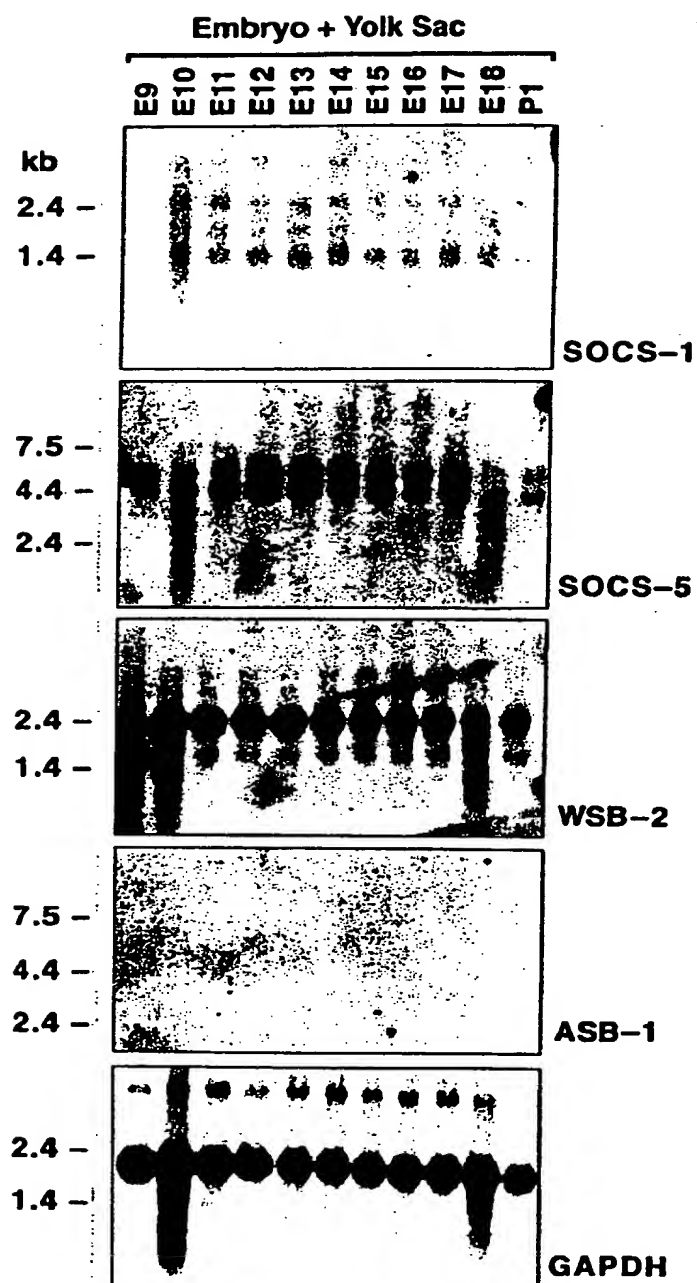 Embryo + Yolk Sac
E9 E10 E11 E12 E13 E14 E15 E16 E17 E18 P1
kb
2.4 –
1.4 –
SOCS–1
7.5 –
4.4 –
2.4 –
SOCS–5
2.4 –
1.4 –
WSB–2
7.5 –
4.4 –
2.4 –
ASB–1
2.4 –
1.4 –
GAPDH